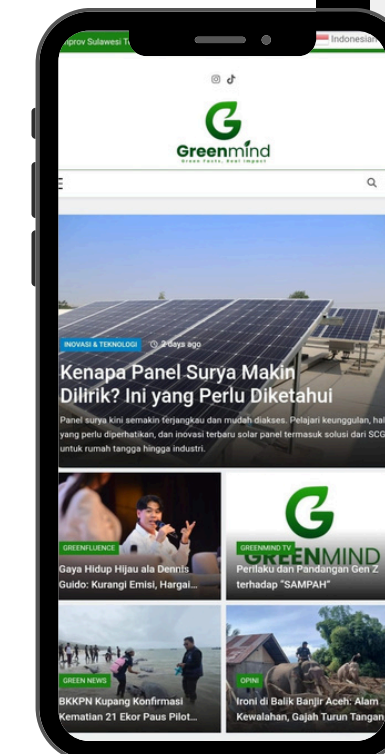 Sulawesi
Indonesian
G
Greenmind
Green Facts. Real Impact
INOVASI & TEKNOLOGI 2 days ago
Kenapa Panel Surya Makin
Dilirik? Ini yang Perlu Diketahui
Panel surya kini semakin terjangkau dan mudah diakses. Pelajari keunggulan, hal
yang perlu diperhatikan, dan inovasi terbaru solar panel termasuk solusi dari SCG
untuk rumah tangga hingga industri.
GREENFLUENCE
Gaya Hidup Hijau ala Dennis
Guido: Kurangi Emisi, Hargai...
G
GREENMIND
GREENMIND TV
Perilaku dan Pandangan Gen Z
terhadap “SAMPAH”
GREEN NEWS
BKKPN Kupang Konfirmasi
Kematian 21 Ekor Paus Pilot...
OPINI
Ironi di Balik Banjir Aceh: Alam
Kewalahan, Gajah Turun Tangan